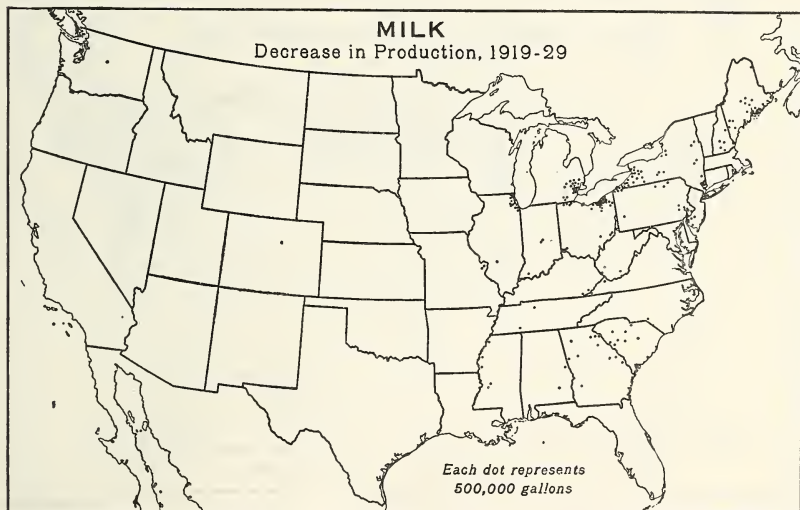 MILK
Decrease in Production, 1919-29
Each dot represents
500,000 gallons